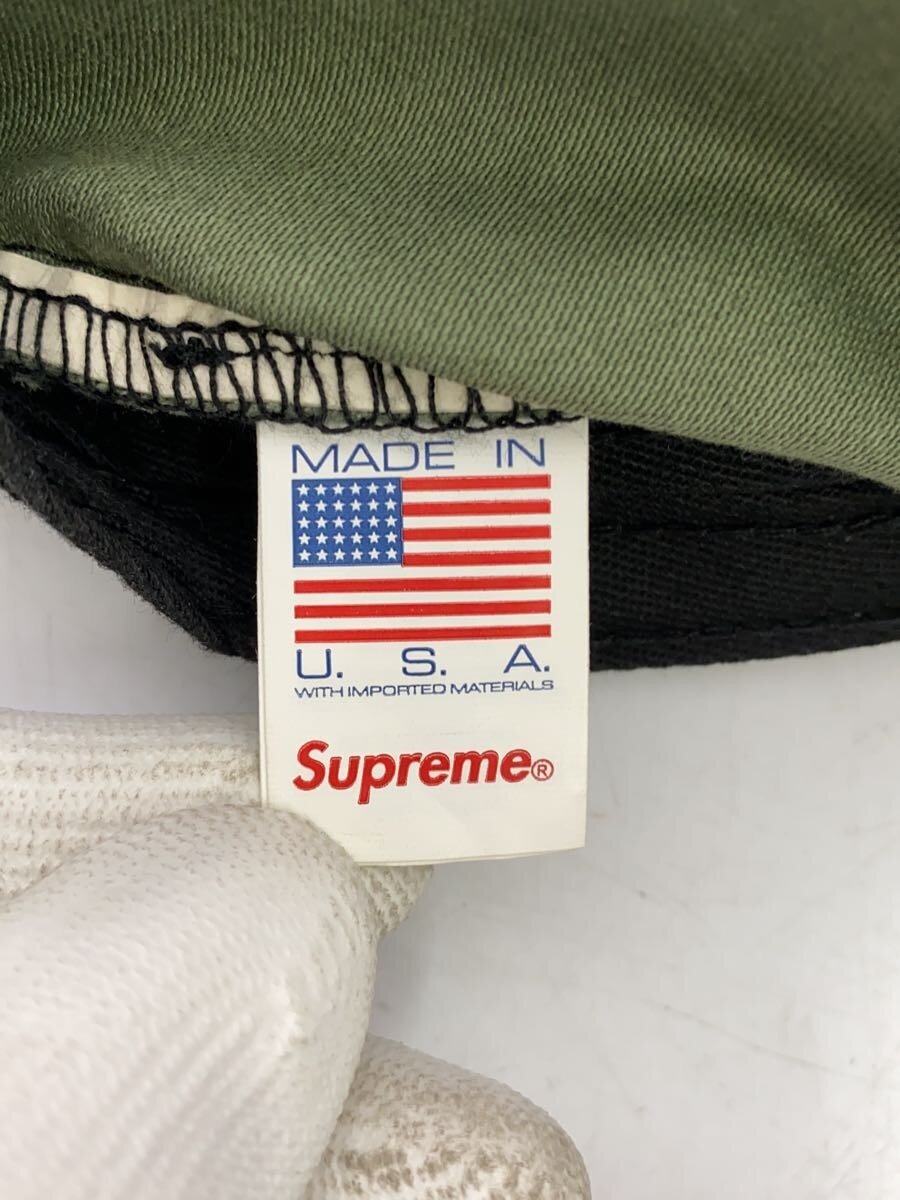 MADE IN
U. S. A.
WITH IMPORTED MATERIALS
Supreme®